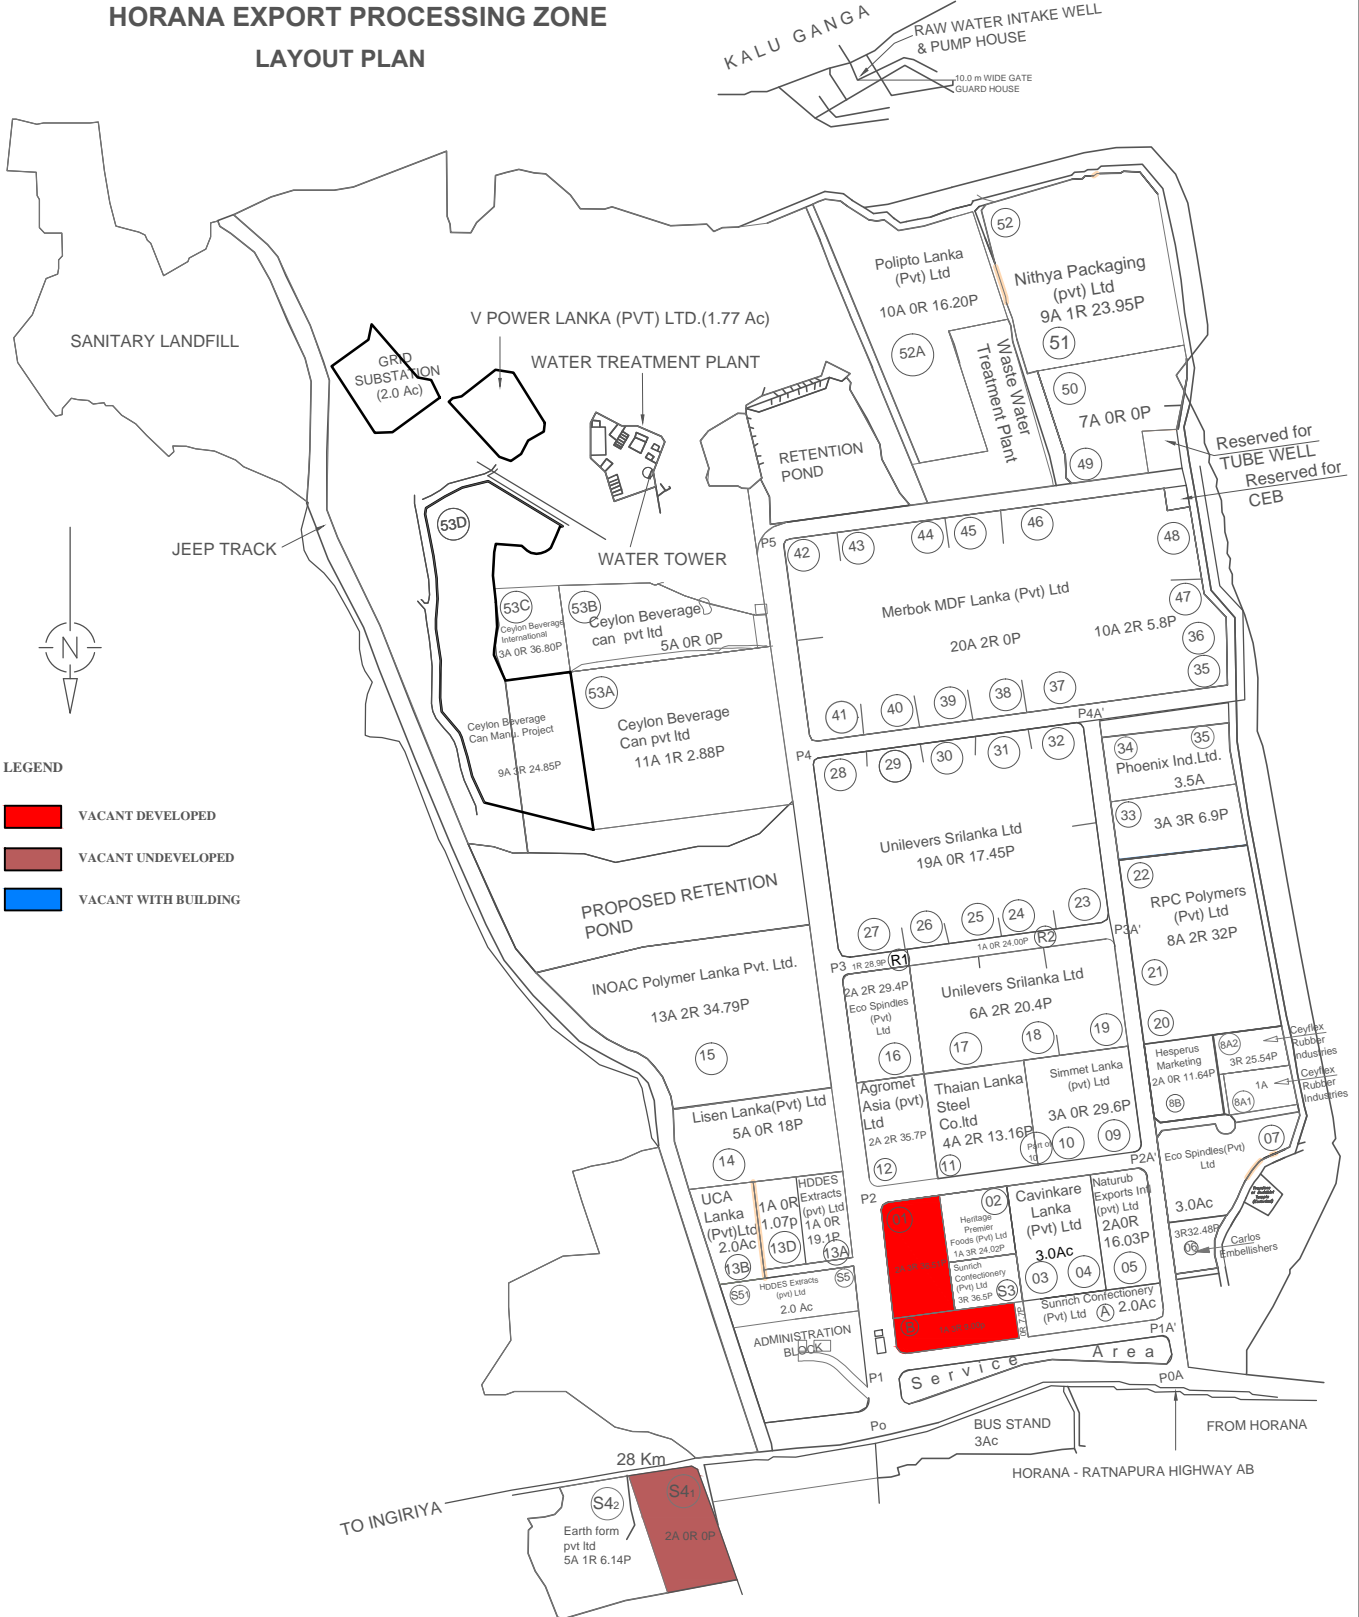 HORANA EXPORT PROCESSING ZONE
LAYOUT PLAN
KALU GANGA
RAW WATER INTAKE WELL
& PUMP HOUSE
10.0 m WIDE GATE
GUARD HOUSE
SANITARY LANDFILL
GRID
SUBSTATION
(2.0 Ac)
V POWER LANKA (PVT) LTD.(1.77 Ac)
WATER TREATMENT PLANT
Polipto Lanka
(Pvt) Ltd
10A 0R 16.20P
52A
52
Nithya Packaging
(pvt) Ltd
9A 1R 23.95P
51
Waste Water
Treatment Plant
50
7A 0R 0P
49
RETENTION
POND
Reserved for
TUBE WELL
Reserved for
CEB
JEEP TRACK
53D
WATER TOWER
P5
42
43
44
45
46
48
Merbok MDF Lanka (Pvt) Ltd
20A 2R 0P
10A 2R 5.8P
47
36
35
41
40
39
38
37
P4A'
N
53C
Ceylon Beverage
International
3A 0R 36.80P
53B
Ceylon Beverage
can pvt ltd
5A 0R 0P
53A
Ceylon Beverage
Can pvt ltd
11A 1R 2.88P
Ceylon Beverage
Can Manu. Project
9A 3R 24.85P
P4
28
29
30
31
32
Unilevers Srilanka Ltd
19A 0R 17.45P
27
26
25
24
23
34
35
Phoenix Ind.Ltd.
3.5A
33
3A 3R 6.9P
22
RPC Polymers
(Pvt) Ltd
8A 2R 32P
21
20
LEGEND
VACANT DEVELOPED
VACANT UNDEVELOPED
VACANT WITH BUILDING
PROPOSED RETENTION
POND
P3
1R 28.9P
R1
1A 0R 24.00P
R2
P3A'
INOAC Polymer Lanka Pvt. Ltd.
13A 2R 34.79P
15
2A 2R 29.4P
Eco Spindles
(Pvt)
Ltd
16
Unilevers Srilanka Ltd
6A 2R 20.4P
17
18
19
Hesperus
Marketing
2A 0R 11.64P
8B
8A2
3R 25.54P
Ceyflex
Rubber
Industries
1A
8A1
Ceyflex
Rubber
Industries
Lisen Lanka(Pvt) Ltd
5A 0R 18P
14
Agromet
Asia (pvt)
Ltd
2A 2R 35.7P
12
Thaian Lanka
Steel
Co.ltd
4A 2R 13.16P
11
Simmet Lanka
(pvt) Ltd
3A 0R 29.6P
Part of
10
10
09
P2A'
07
Eco Spindles(Pvt)
Ltd
3.0Ac
3R32.48P
06
Carlos
Embellishers
UCA
Lanka
(Pvt)Ltd
2.0Ac
13B
1A 0R
1.07p
13D
HDDES
Extracts
(pvt) Ltd
1A 0R
19.1P
13A
P2
01
02
Heritage
Premier
Foods (Pvt) Ltd
1A 3R 24.02P
Sunrich
Confectionery
(Pvt) Ltd
3R 36.5P
S3
Cavinkare
Lanka
(Pvt) Ltd
3.0Ac
03
04
Naturub
Exports Intl
(pvt) Ltd
2A0R
16.03P
05
S51
HDDES Extracts
(pvt) Ltd
2.0 Ac
S5
Sunrich Confectionery
(Pvt) Ltd
A
2.0Ac
B
ADMINISTRATION
BLOCK
P1A'
P1
Service Area
P0A
Po
BUS STAND
3Ac
FROM HORANA
HORANA - RATNAPURA HIGHWAY AB
28 Km
TO INGIRIYA
S42
Earth form
pvt ltd
5A 1R 6.14P
S41
2A 0R 0P